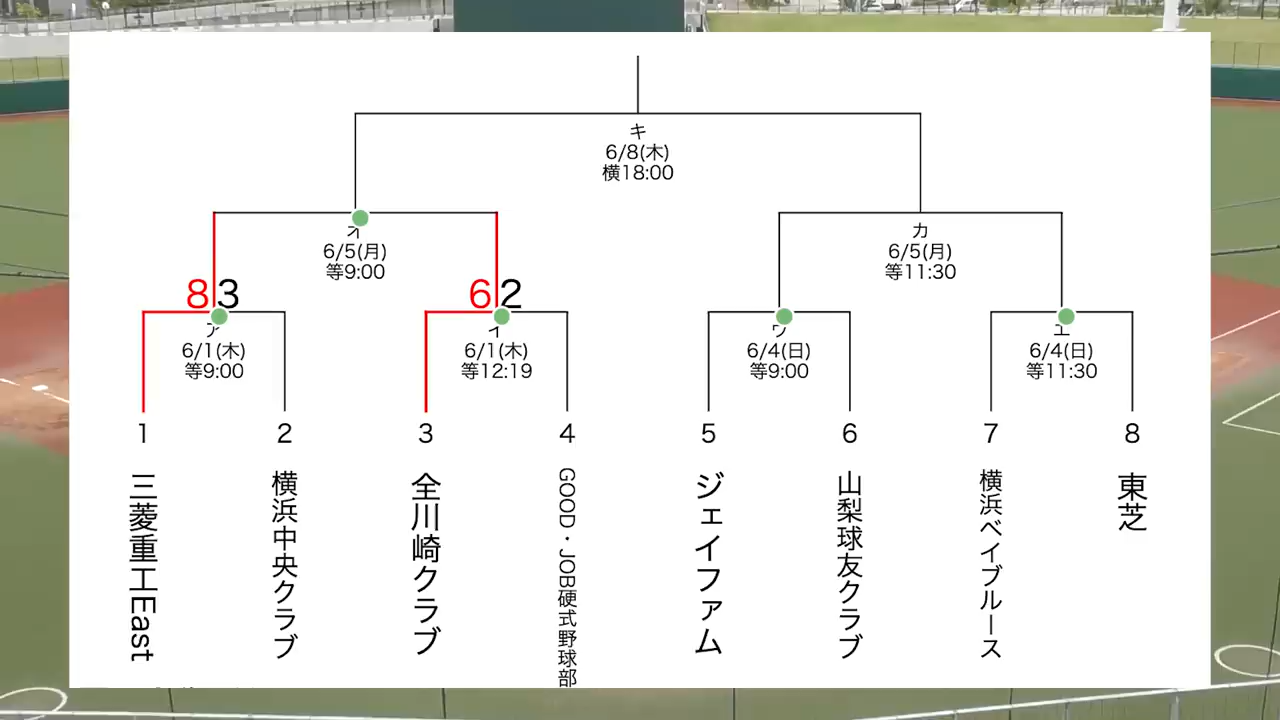 キ
6/8(木)
横18:00
オ
6/5(月)
等9:00
カ
6/5(月)
等11:30
83
ア
6/1(木)
等9:00
62
イ
6/1(木)
等12:19
ウ
6/4(日)
等9:00
エ
6/4(日)
等11:30
1
2
3
4
5
6
7
8
三菱重工East
横浜中央クラブ
全川崎クラブ
GOOD・JOB硬式野球部
ジェイファム
山梨球友クラブ
横浜ベイブルース
東芝